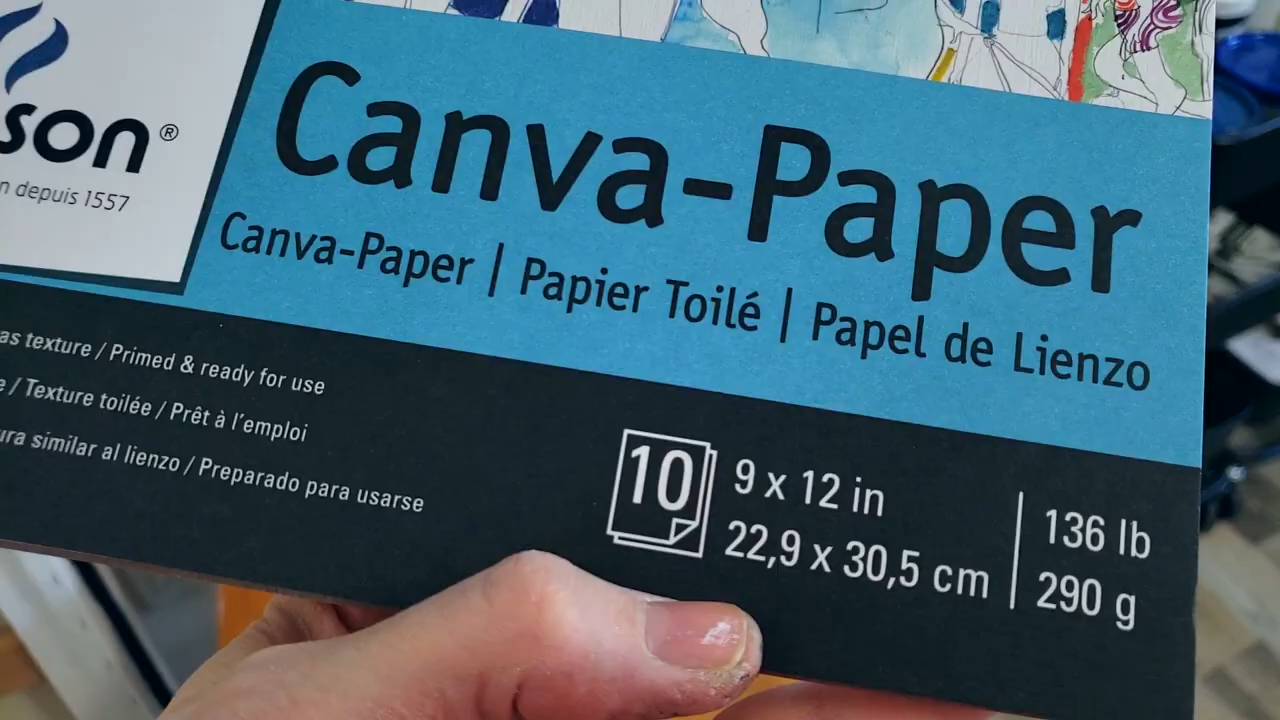 son®
depuis 1557
Canva-Paper
Canva-Paper | Papier Toilé | Papel de Lienzo
texture / Primed & ready for use
/ Texture toilée / Prêt à l'emploi
similar al lienzo / Preparado para usarse
10
9 x 12 in
22,9 x 30,5 cm
136 lb
290 g